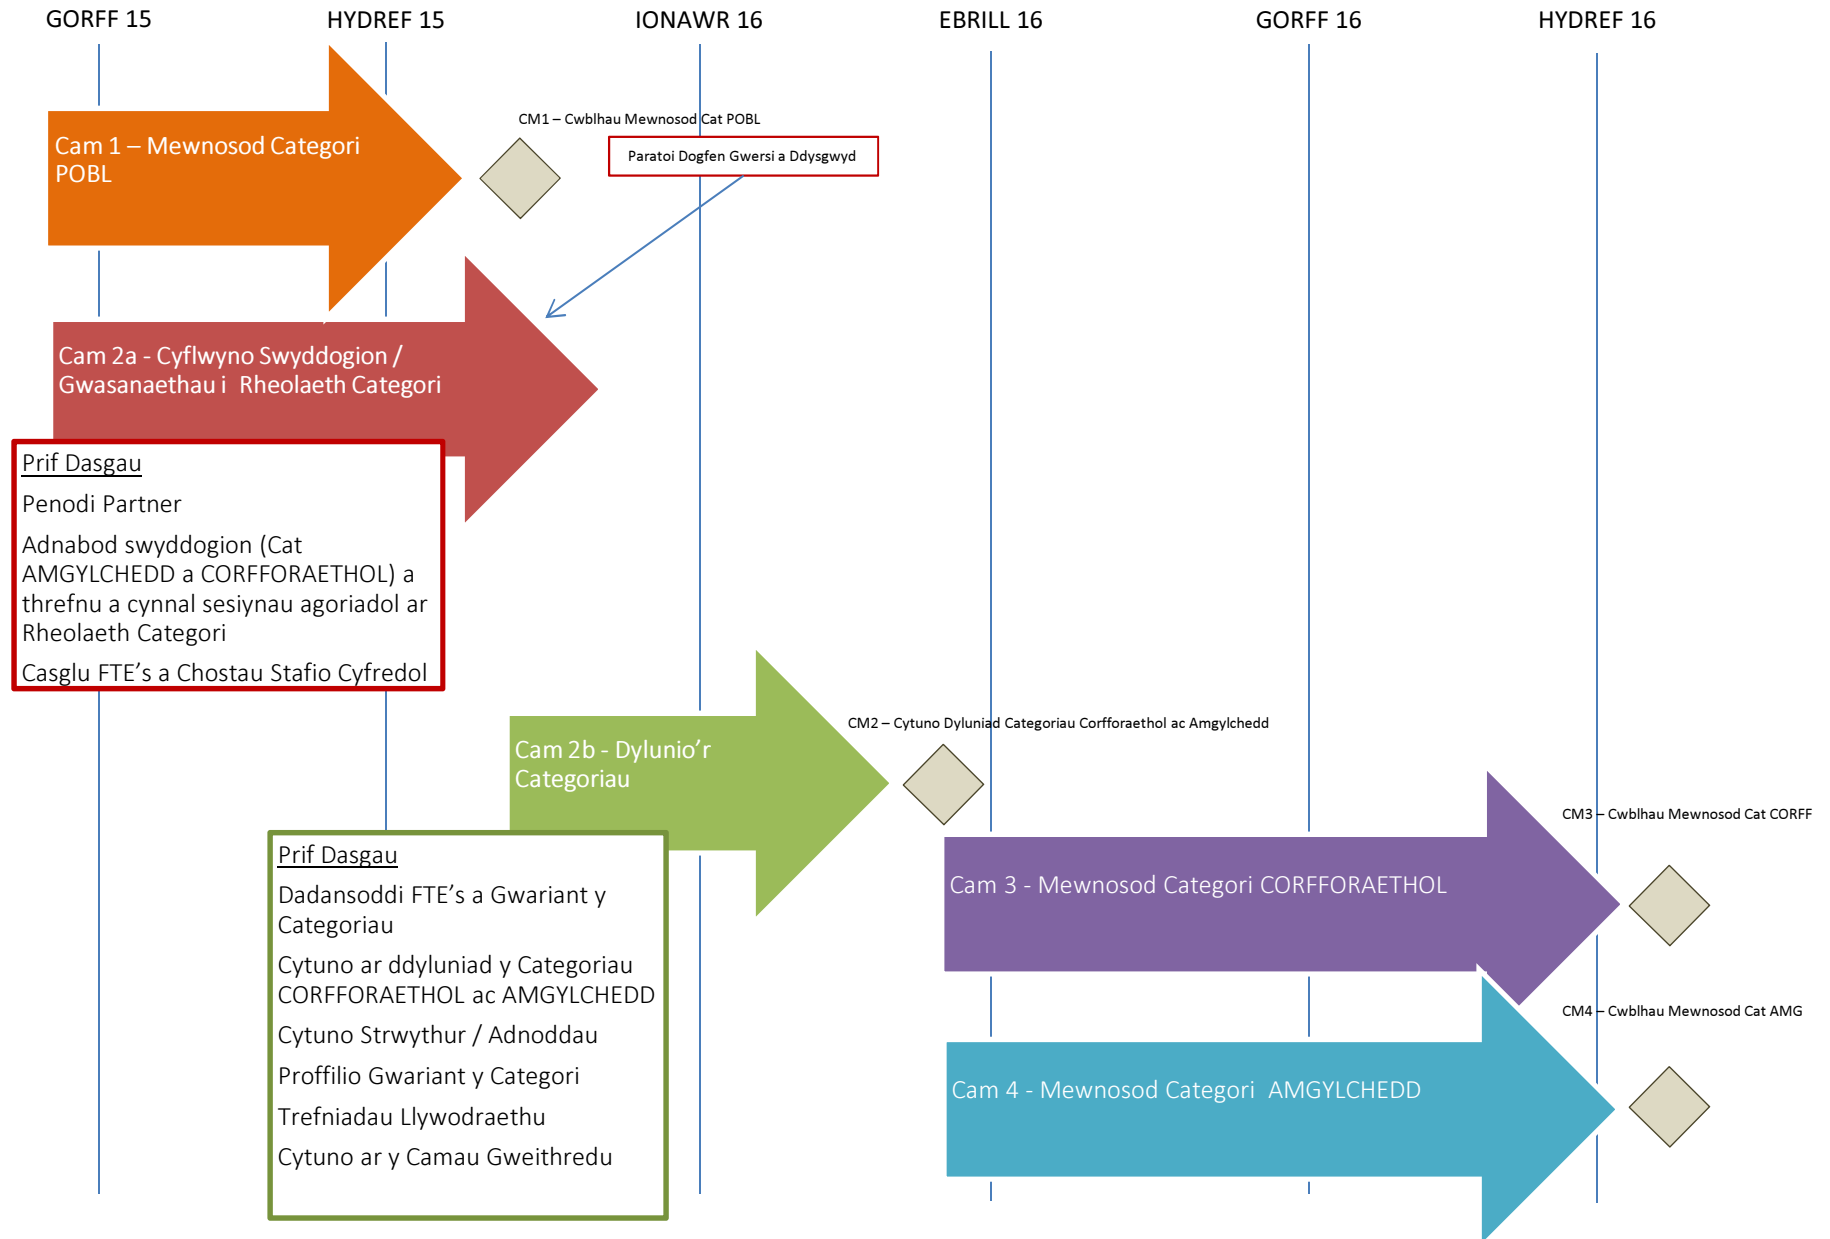 GORFF 15
HYDREF 15
IONAWR 16
EBRILL 16
GORFF 16
HYDREF 16
CM1 – Cwblhau Mewnosod Cat POBL
Cam 1 – Mewnosod Categori
POBL
Paratoi Dogfen Gwersi a Ddysgwyd
Cam 2a - Cyflwyno Swyddogion /
Gwasanaethau i  Rheolaeth Categori
Prif Dasgau
Penodi Partner
Adnabod swyddogion (Cat
AMGYLCHEDD a CORFFORAETHOL) a
threfnu a cynnal sesiynau agoriadol ar
Rheolaeth Categori
Casglu FTE’s a Chostau Stafio Cyfredol
CM2 – Cytuno Dyluniad Categoriau Corfforaethol ac Amgylchedd
Cam 2b - Dylunio’r
Categoriau
Prif Dasgau
Dadansoddi FTE’s a Gwariant y
Categoriau
Cytuno ar ddyluniad y Categoriau
CORFFORAETHOL ac AMGYLCHEDD
Cytuno Strwythur / Adnoddau
Proffilio Gwariant y Categori
Trefniadau Llywodraethu
Cytuno ar y Camau Gweithredu
CM3 – Cwblhau Mewnosod Cat CORFF
Cam 3 - Mewnosod Categori CORFFORAETHOL
CM4 – Cwblhau Mewnosod Cat AMG
Cam 4 - Mewnosod Categori  AMGYLCHEDD